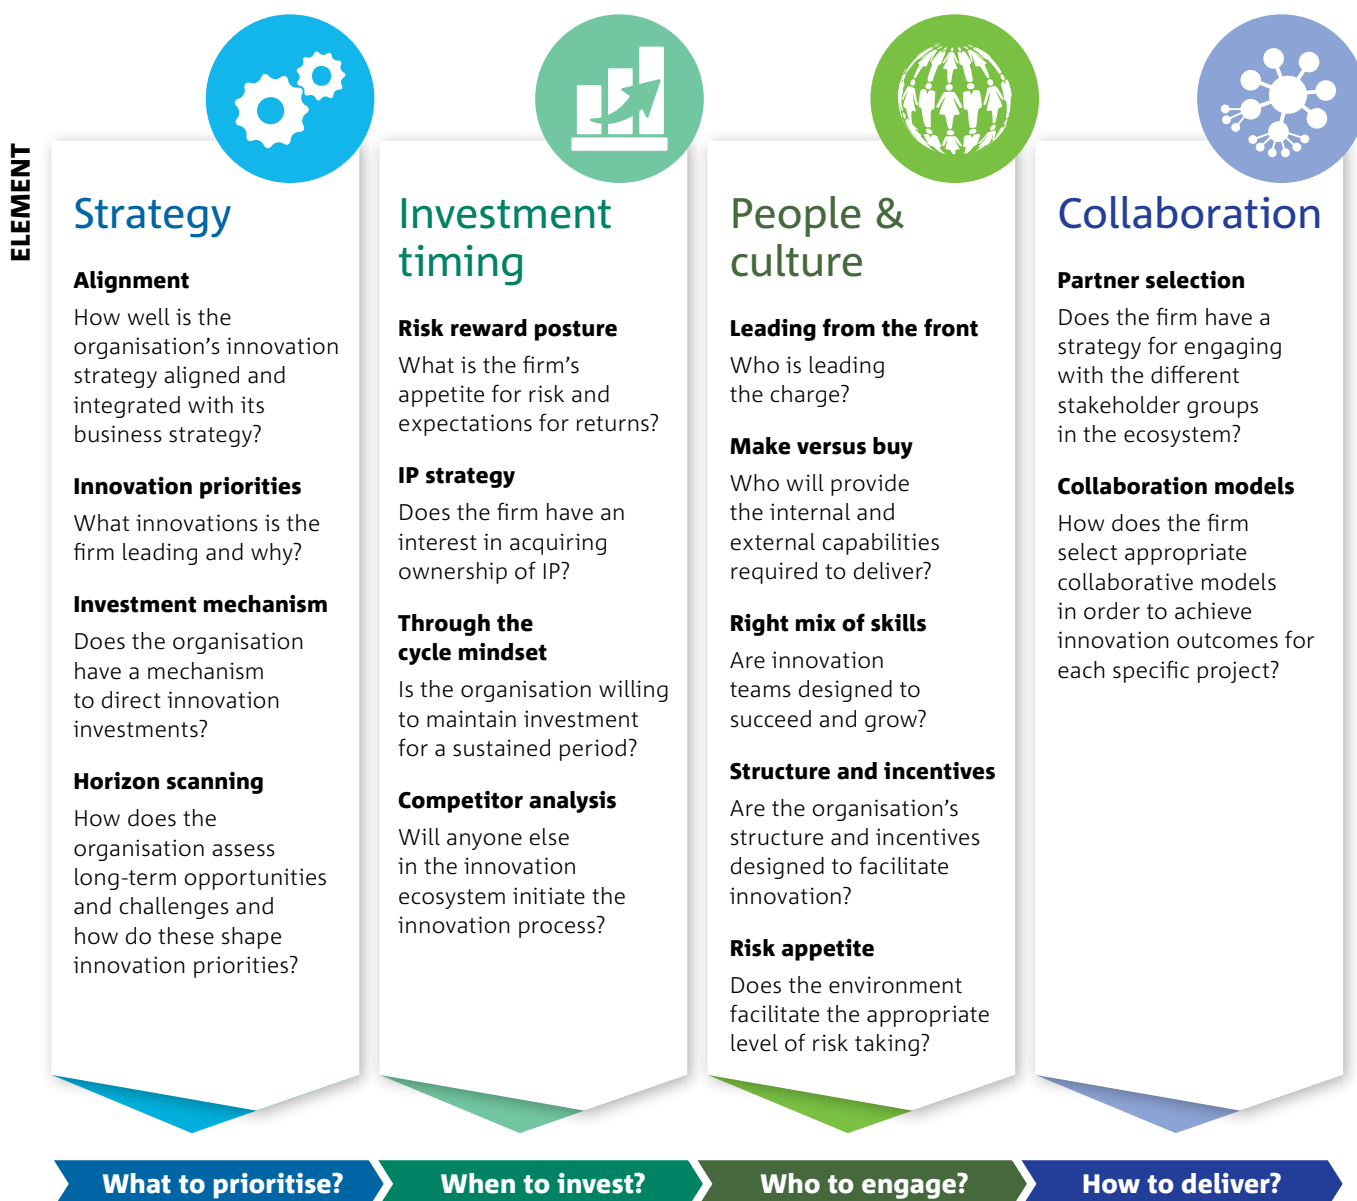 ELEMENT
Strategy
Alignment
How well is the
organisation’s innovation
strategy aligned and
integrated with its
business strategy?
Innovation priorities
What innovations is the
firm leading and why?
Investment mechanism
Does the organisation
have a mechanism
to direct innovation
investments?
Horizon scanning
How does the
organisation assess
long-term opportunities
and challenges and
how do these shape
innovation priorities?
Investment
timing
Risk reward posture
What is the firm’s
appetite for risk and
expectations for returns?
IP strategy
Does the firm have an
interest in acquiring
ownership of IP?
Through the
cycle mindset
Is the organisation willing
to maintain investment
for a sustained period?
Competitor analysis
Will anyone else
in the innovation
ecosystem initiate the
innovation process?
People &
culture
Leading from the front
Who is leading
the charge?
Make versus buy
Who will provide
the internal and
external capabilities
required to deliver?
Right mix of skills
Are innovation
teams designed to
succeed and grow?
Structure and incentives
Are the organisation’s
structure and incentives
designed to facilitate
innovation?
Risk appetite
Does the environment
facilitate the appropriate
level of risk taking?
Collaboration
Partner selection
Does the firm have a
strategy for engaging
with the different
stakeholder groups
in the ecosystem?
Collaboration models
How does the firm
select appropriate
collaborative models
in order to achieve
innovation outcomes for
each specific project?
What to prioritise?
When to invest?
Who to engage?
How to deliver?